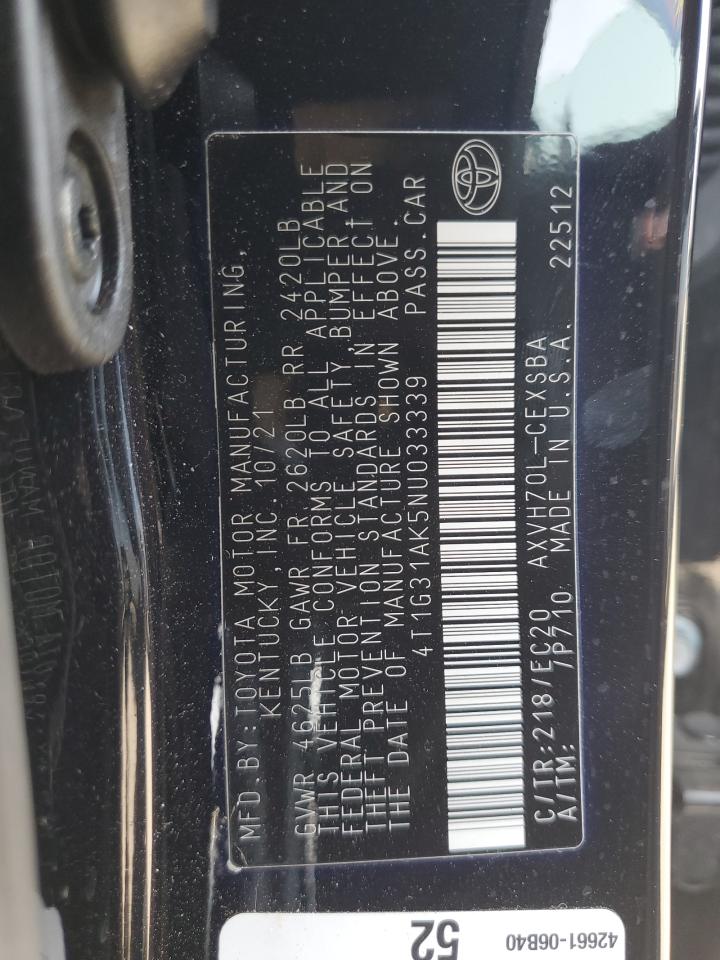 MFD.BY:TOYOTA MOTOR MANUFACTURING,
KENTUCKY,INC.10/21
GVWR 4625LB GAWR FR 2620LB RR 2420LB
THIS VEHICLE CONFORMS TO ALL APPLICABLE
FEDERAL MOTOR VEHICLE SAFETY, BUMPER AND
THEFT PREVENTION STANDARDS IN EFFECT ON
THE DATE OF MANUFACTURE SHOWN ABOVE.
4T1G31AK5NU033339 PASS.CAR
C/TR:218/EC20 AXVH70L-CEXSBA
A/TM: /P710 MADE IN U.S.A. 22512
52
42661-06B40